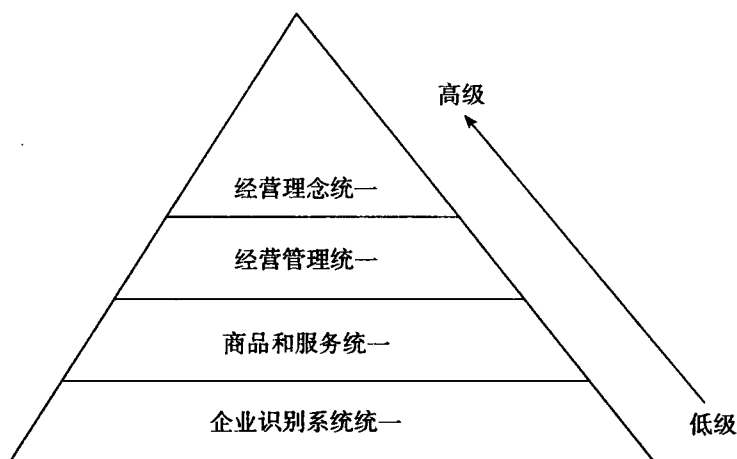 高级
经营理念统一
经营管理统一
商品和服务统一
企业识别系统统一
低级